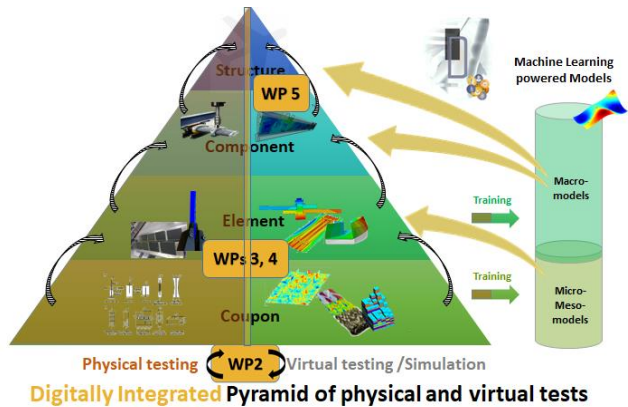 Structure
Machine Learning
powered Models
WP 5
Component
Macro-
models
Training
Element
WPs 3, 4
Training
Micro-
Meso-
models
Coupon
Physical testing
WP2
Virtual testing /Simulation
Digitally Integrated Pyramid of physical and virtual tests